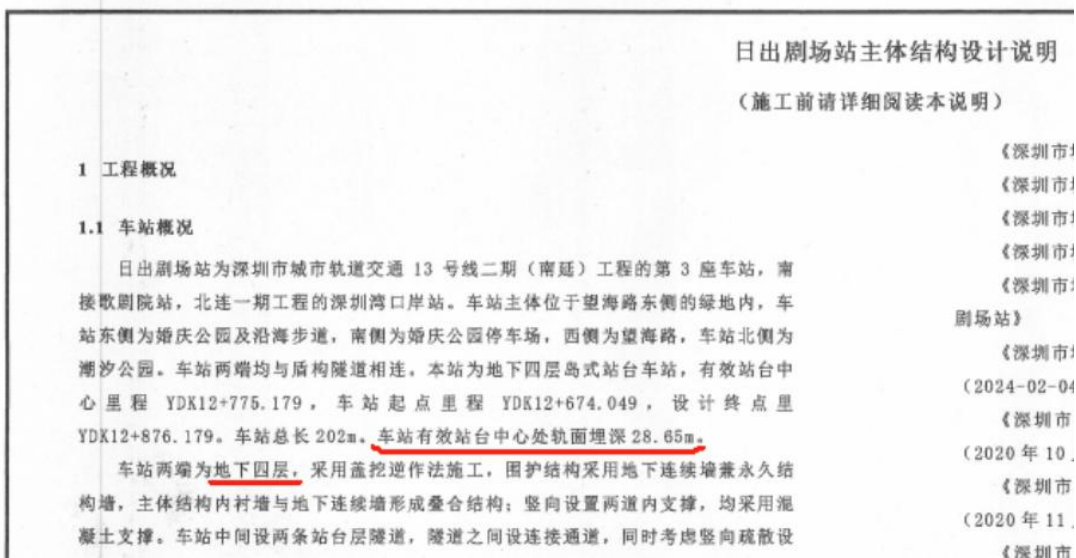 日出剧场站主体结构设计说明
（施工前请详细阅读本说明）
1 工程概况
1.1 车站概况
日出剧场站为深圳市城市轨道交通 13 号线二期（南延）工程的第 3 座车站，南
接歌剧院站，北连一期工程的深圳湾口岸站。车站主体位于望海路东侧的绿地内，车
站东侧为婚庆公园及沿海步道，南侧为婚庆公园停车场，西侧为望海路，车站北侧为
潮汐公园。车站两端均与盾构隧道相连。本站为地下四层岛式站台车站，有效站台中
心里程 YDK12+775.179，车站起点里程 YDK12+674.049，设计终点里
YDK12+876.179。车站总长 202m。车站有效站台中心处轨面埋深 28.65m。
车站两端为地下四层，采用盖挖逆作法施工，围护结构采用地下连续墙兼永久结
构墙，主体结构内衬墙与地下连续墙形成叠合结构；竖向设置两道内支撑，均采用混
凝土支撑。车站中间设两条站台层隧道，隧道之间设连接通道，同时考虑竖向疏散设
《深圳市
《深圳市
《深圳市
《深圳市
《深圳市
剧场站》
《深圳市
（2024-02-04
《深圳市
（2020 年 10
《深圳市
（2020 年 11
《深圳市